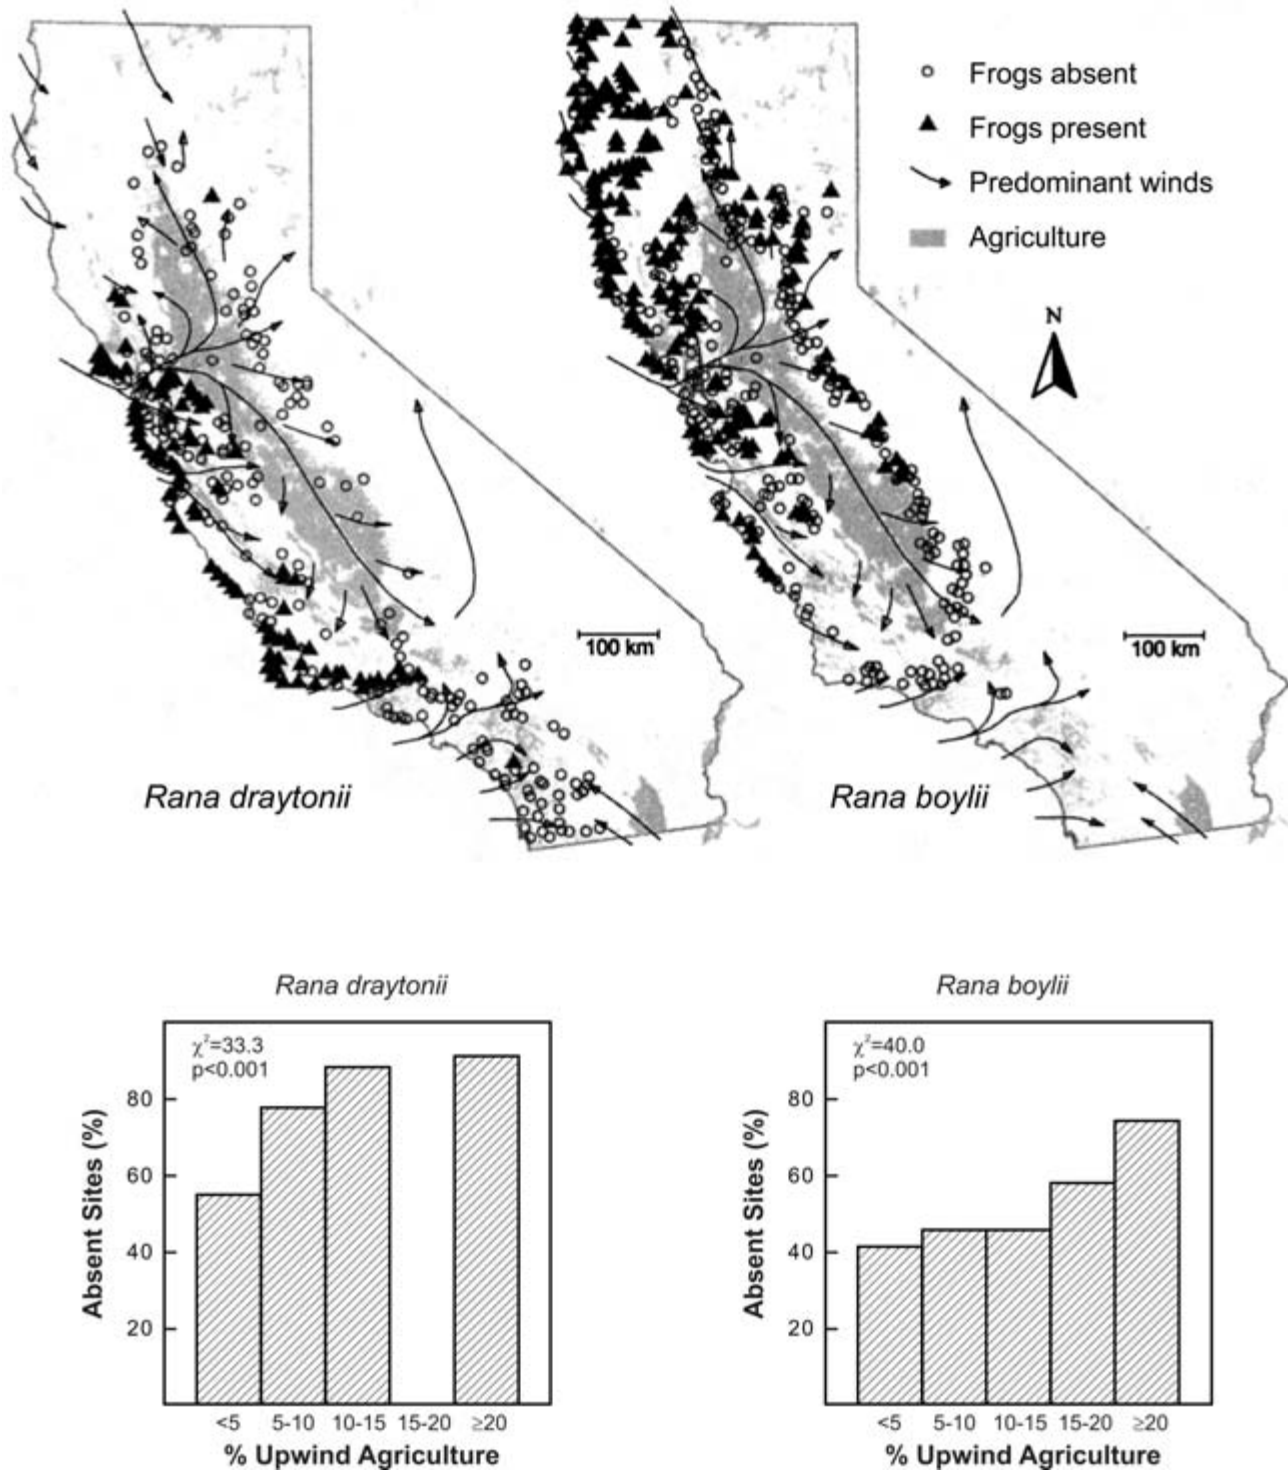 Frogs absent
Frogs present
Predominant winds
Agriculture
N
100 km
100 km
Rana draytonii
Rana boylii
Rana draytonii
Rana boylii
χ²=33.3
p<0.001
80
60
40
20
Absent Sites (%)
<5 5-10 10-15 15-20 ≥20
% Upwind Agriculture
χ²=40.0
p<0.001
80
60
40
20
Absent Sites (%)
<5 5-10 10-15 15-20 ≥20
% Upwind Agriculture